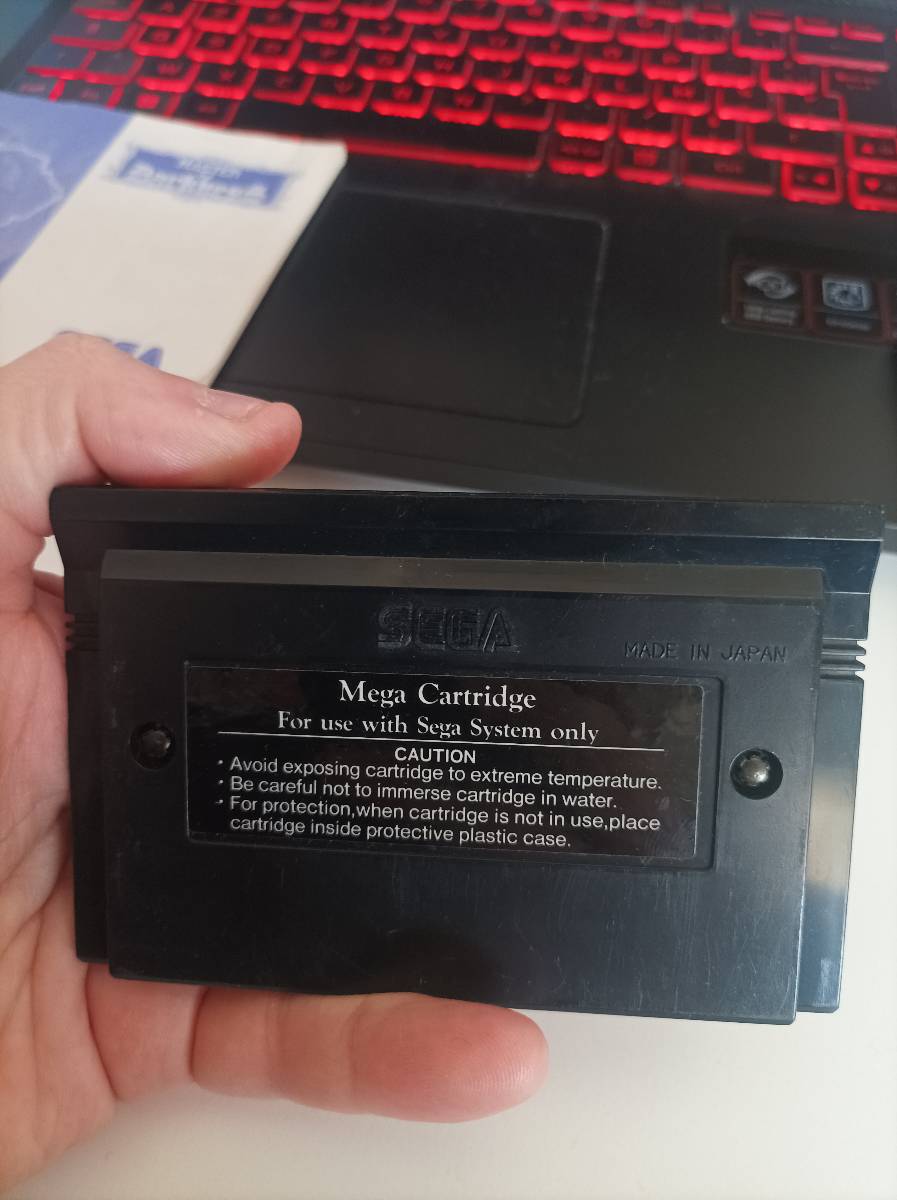 SEGA
SEGA
MADE IN JAPAN
Mega Cartridge
For use with Sega System only
CAUTION
· Avoid exposing cartridge to extreme temperature.
· Be careful not to immerse cartridge in water.
· For protection,when cartridge is not in use,place
cartridge inside protective plastic case.